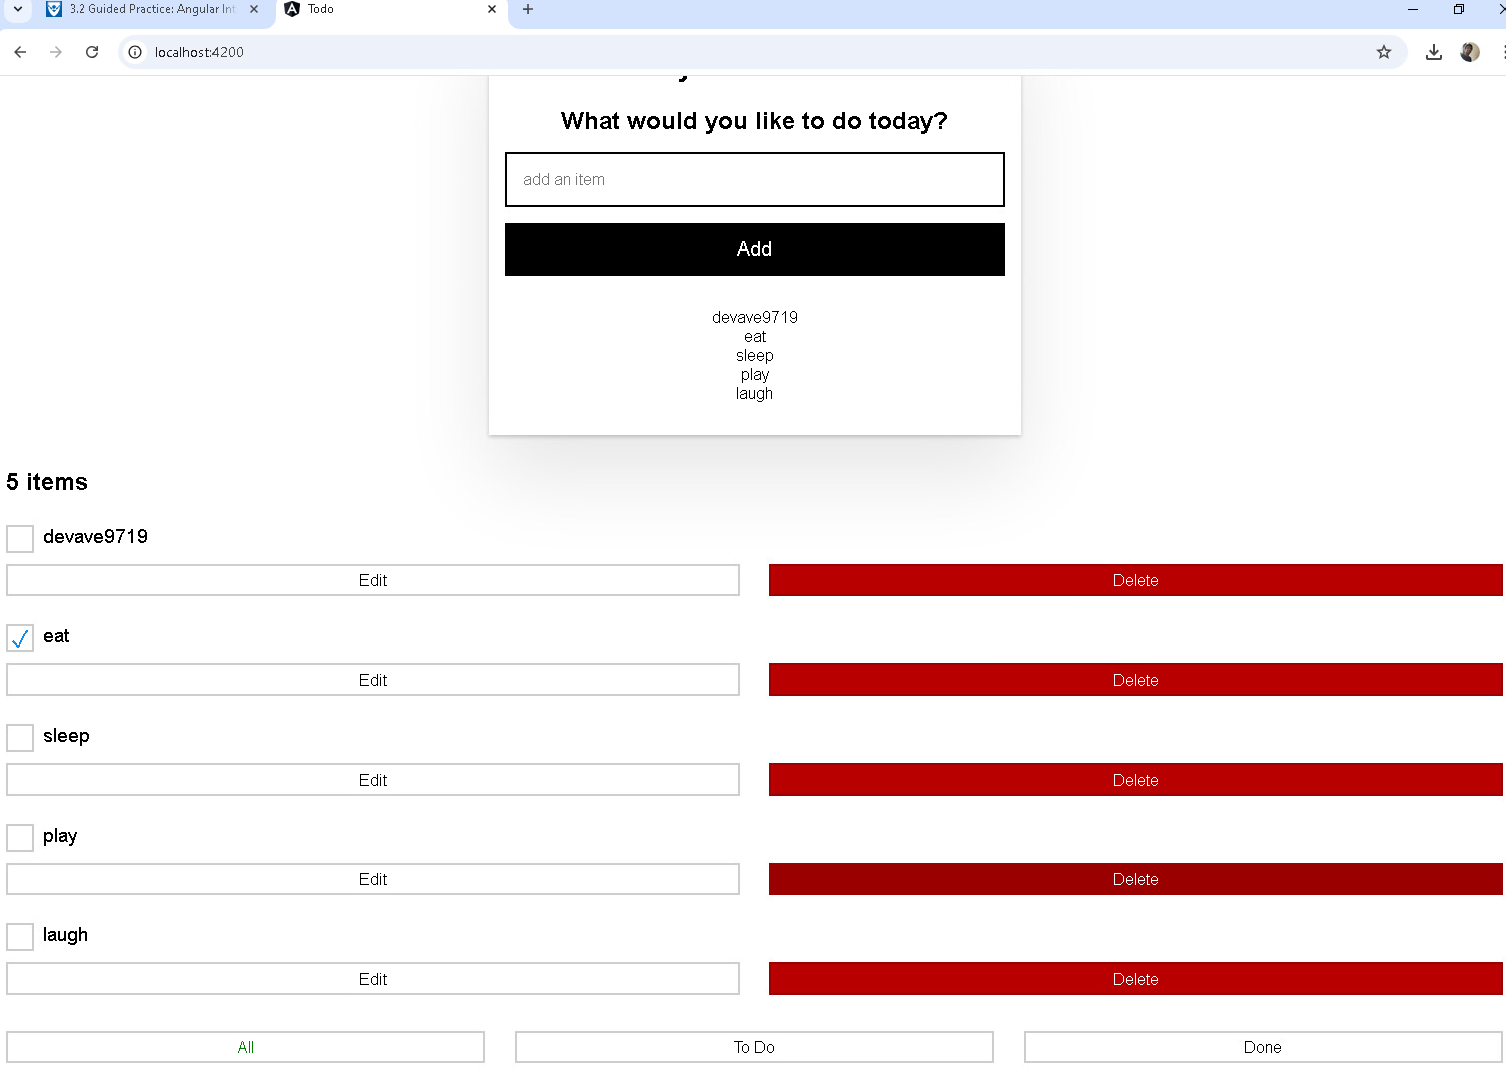 3.2 Guided Practice: Angular Int
Todo
localhost:4200
What would you like to do today?
add an item
Add
devave9719
eat
sleep
play
laugh
5 items
devave9719
Edit Delete
eat
Edit Delete
sleep
Edit Delete
play
Edit Delete
laugh
Edit Delete
All To Do Done